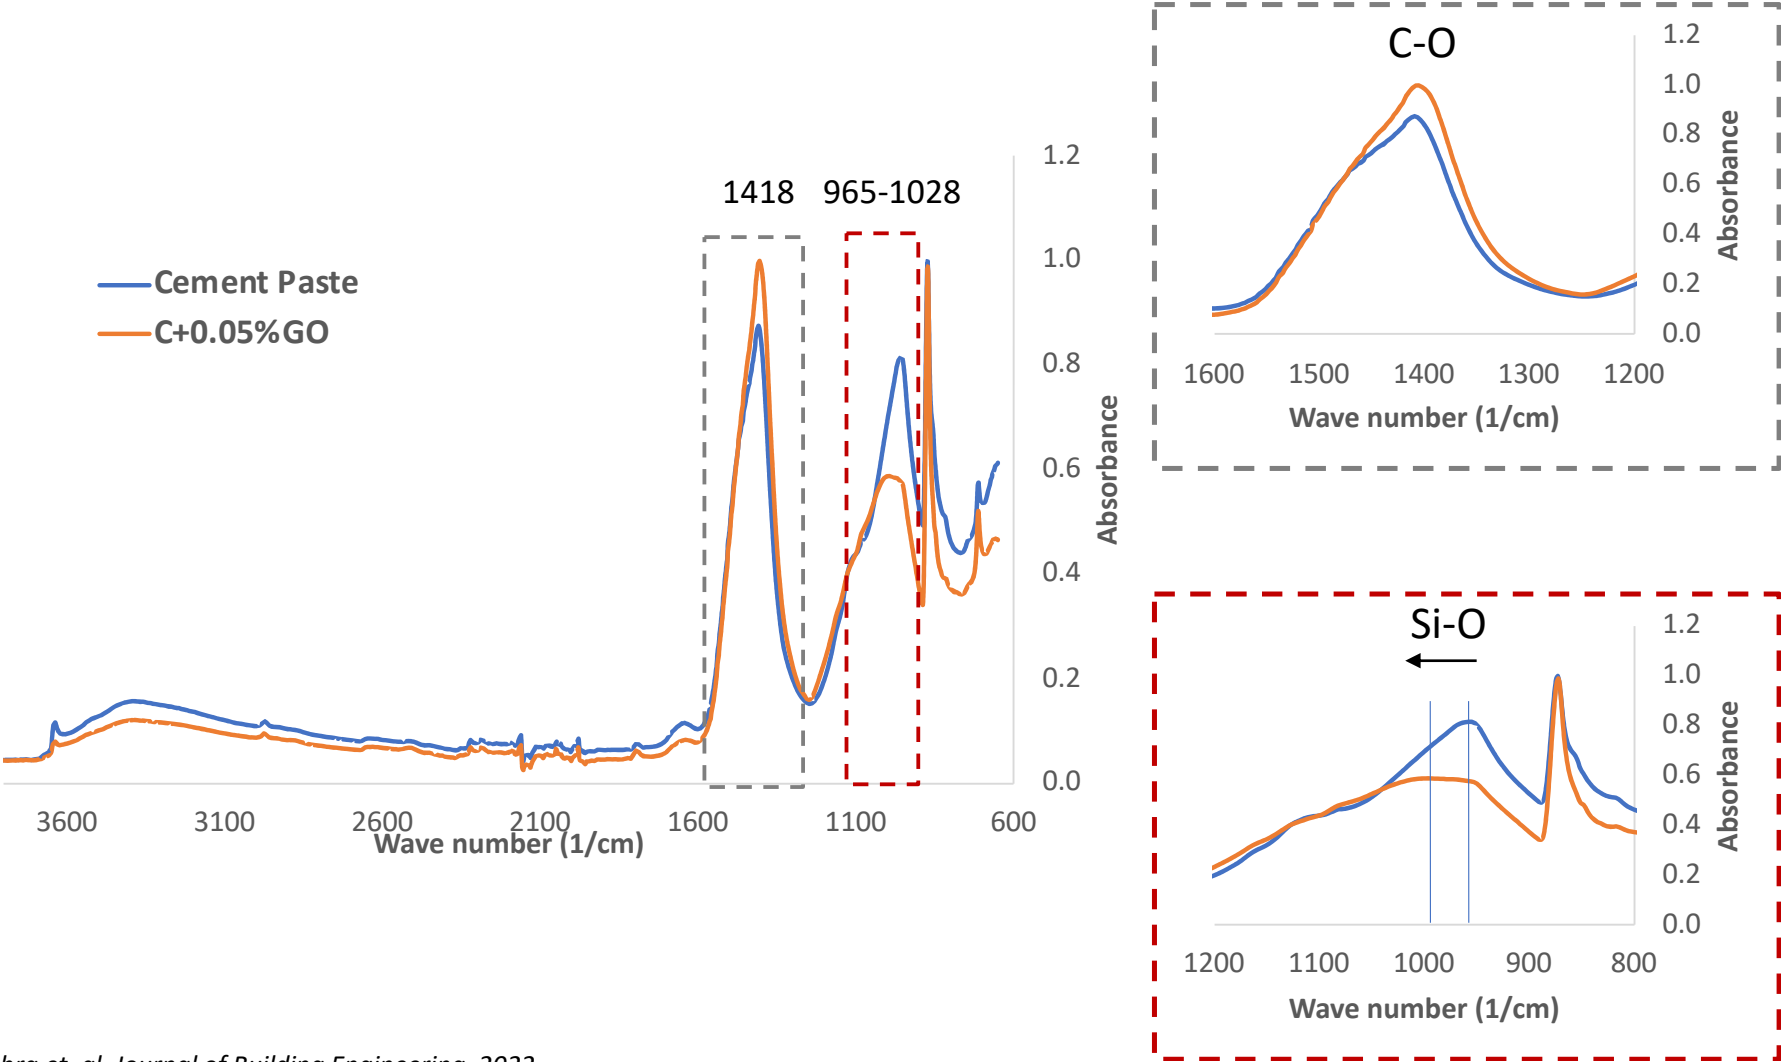 1418 965-1028
Cement Paste
C+0.05%GO
1.2
1.0
0.8
0.6
0.4
0.2
0.0
Absorbance
3600 3100 2600 2100 1600 1100 600
Wave number (1/cm)
C-O
1.2
1.0
0.8
0.6
0.4
0.2
0.0
Absorbance
1600 1500 1400 1300 1200
Wave number (1/cm)
Si-O
1.2
1.0
0.8
0.6
0.4
0.2
0.0
Absorbance
1200 1100 1000 900 800
Wave number (1/cm)
et. al, Journal of Building Engineering, 2022